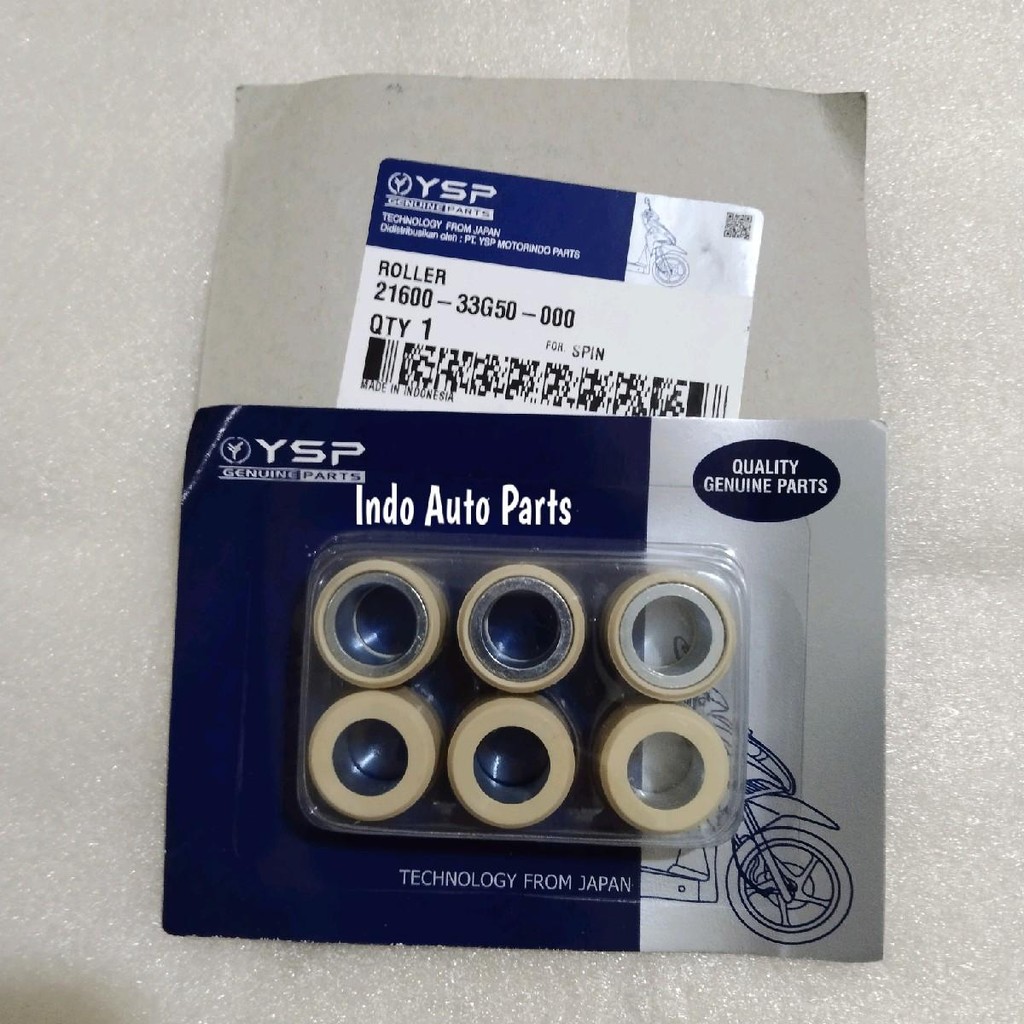 YSP
GENUINE PARTS
TECHNOLOGY FROM JAPAN
Didistribusikan oleh : PT. YSP MOTORINDO PARTS
ROLLER
21600-33G50-000
QTY 1
FOR. SPIN
MADE IN INDONESIA
YSP
GENUINE PARTS
QUALITY
GENUINE PARTS
Indo Auto Parts
TECHNOLOGY FROM JAPAN